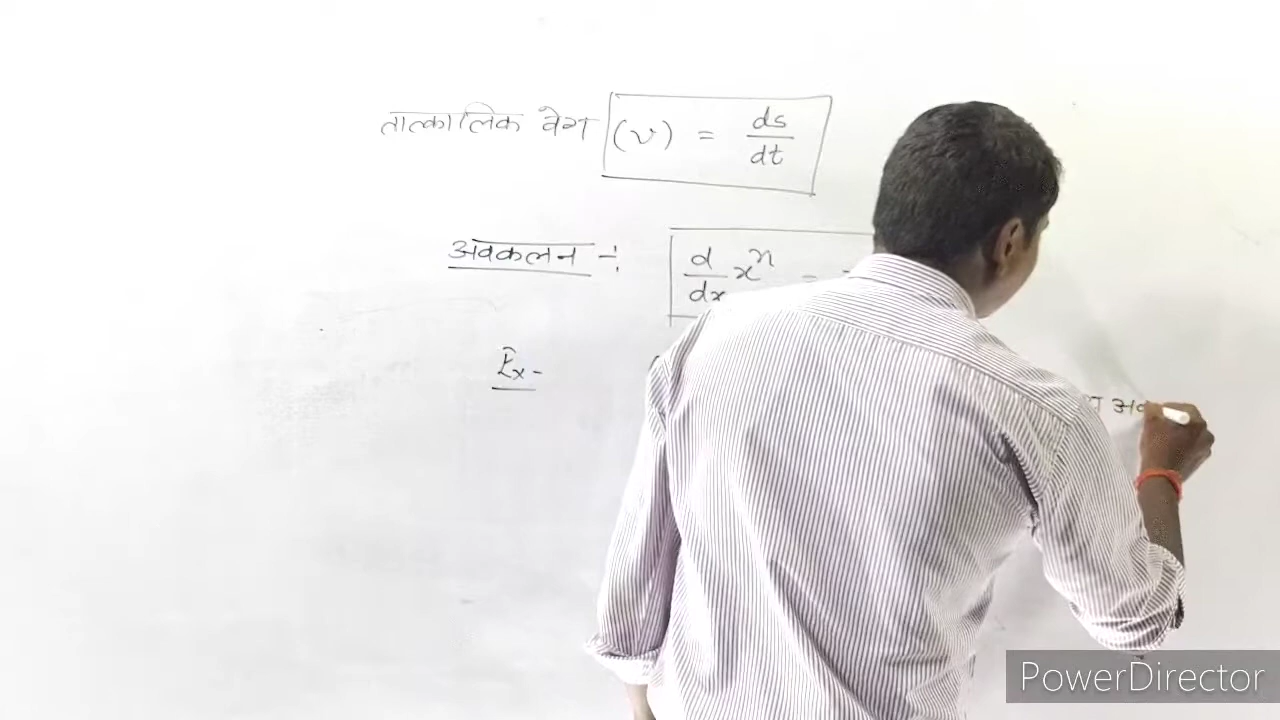 तात्कालिक वेग (v) = ds/dt
अवकलन ÷ d/dx x^n =
Ex-
PowerDirector